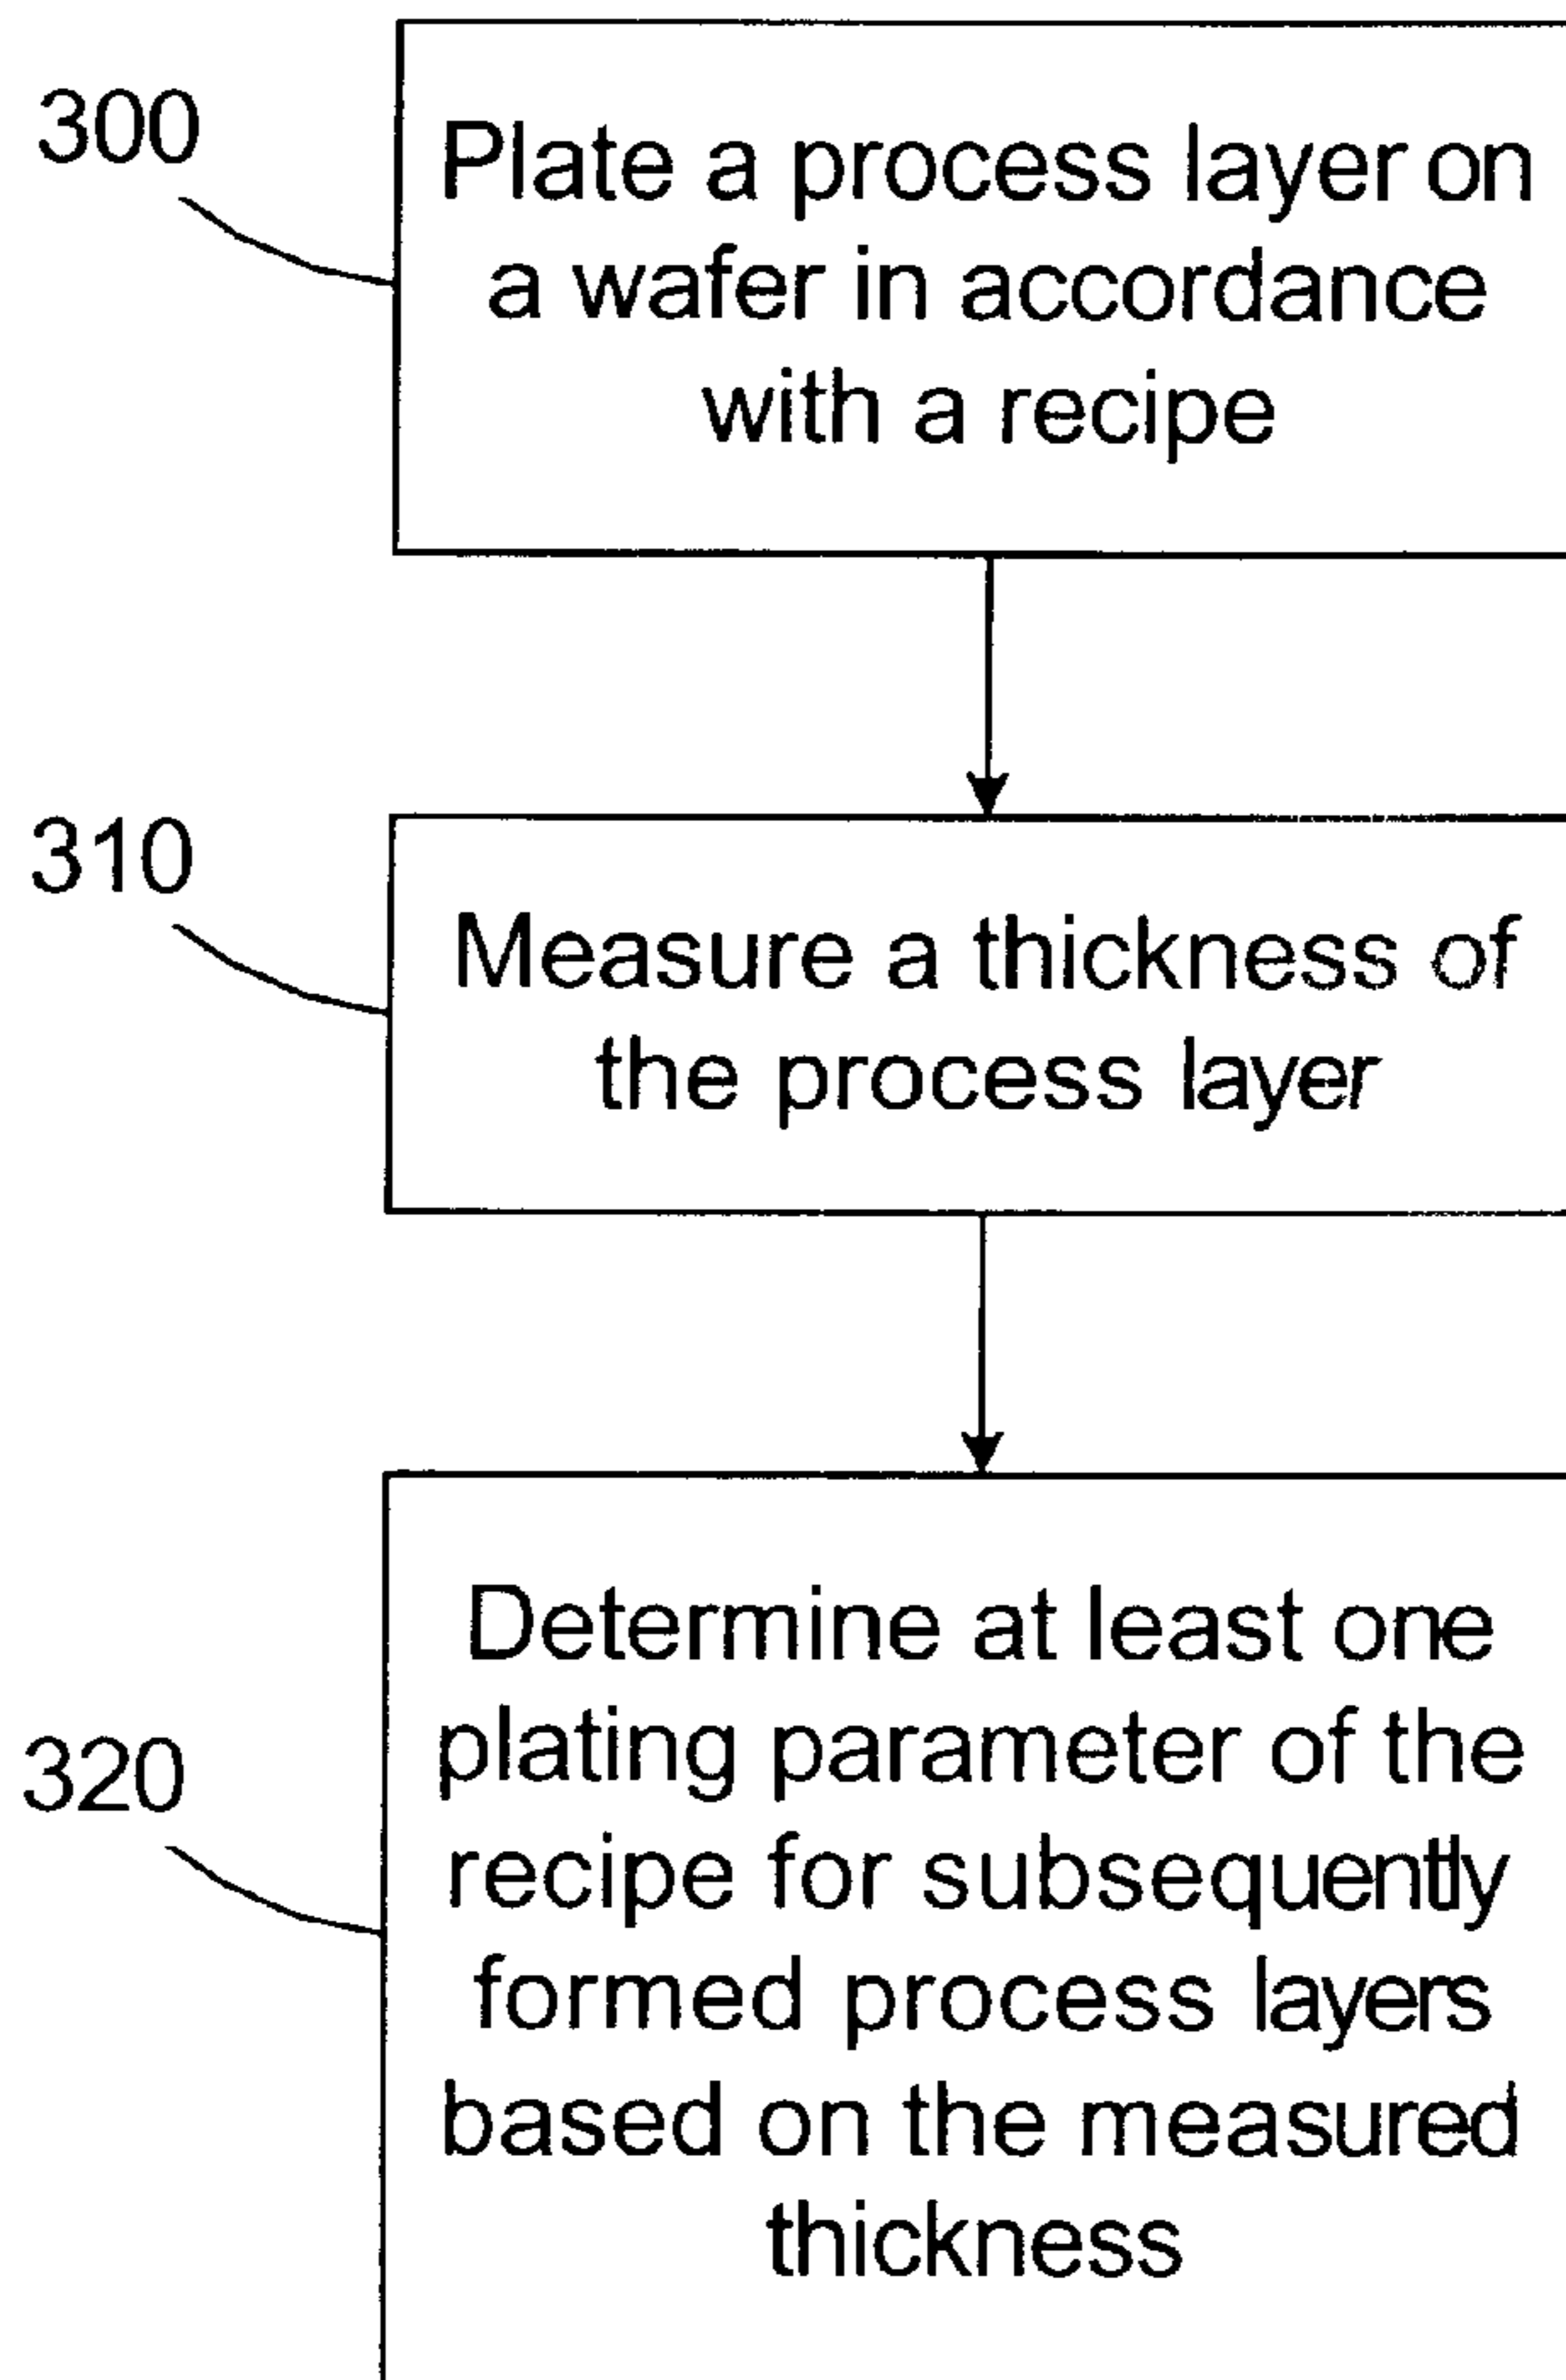 300
Plate a process layer on
a wafer in accordance
with a recipe
310
Measure a thickness of
the process layer
320
Determine at least one
plating parameter of the
recipe for subsequently
formed process layers
based on the measured
thickness